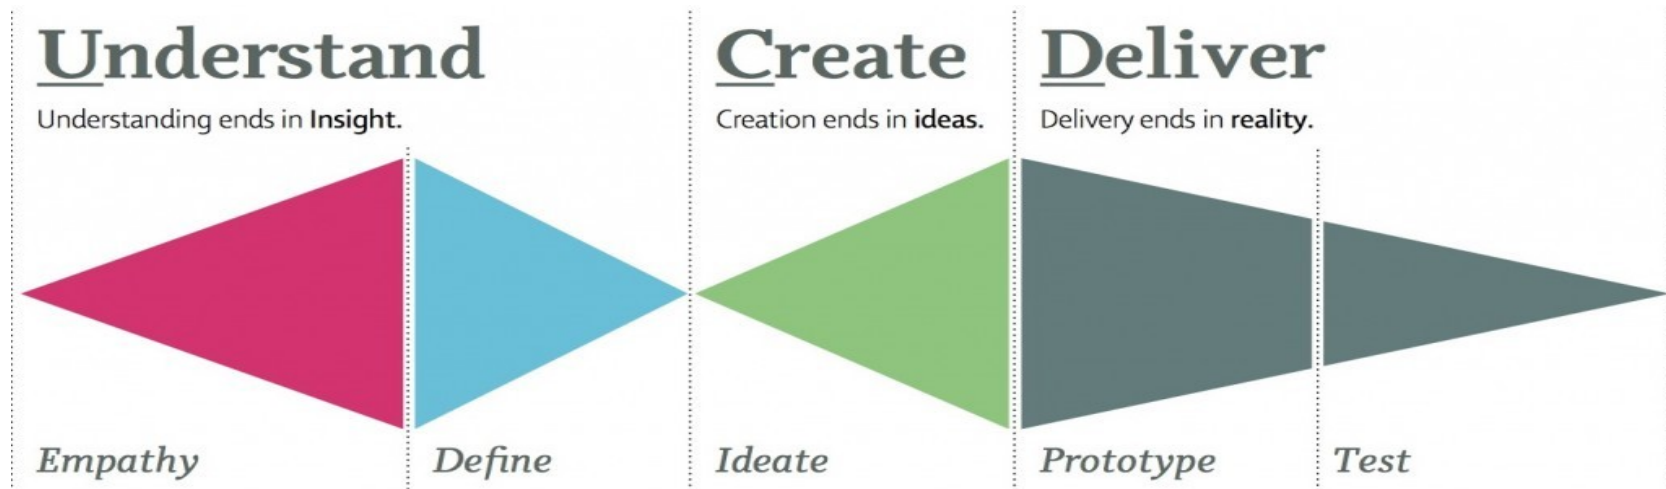 Understand
Understanding ends in Insight.
Create
Creation ends in ideas.
Deliver
Delivery ends in reality.
Empathy
Define
Ideate
Prototype
Test